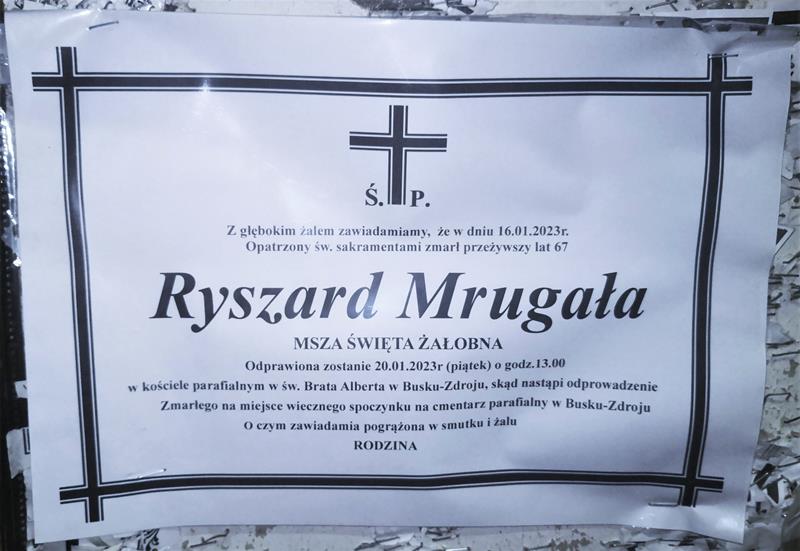 Ś. P.
Z głębokim żalem zawiadamiamy, że w dniu 16.01.2023r.
Opatrzony św. sakramentami zmarł przeżywszy lat 67
Ryszard Mrugała
MSZA ŚWIĘTA ŻAŁOBNA
Odprawiona zostanie 20.01.2023r (piątek) o godz.13.00
w kościele parafialnym w św. Brata Alberta w Busku-Zdroju, skąd nastąpi odprowadzenie
Zmarłego na miejsce wiecznego spoczynku na cmentarz parafialny w Busku-Zdroju
O czym zawiadamia pogrążona w smutku i żalu
RODZINA